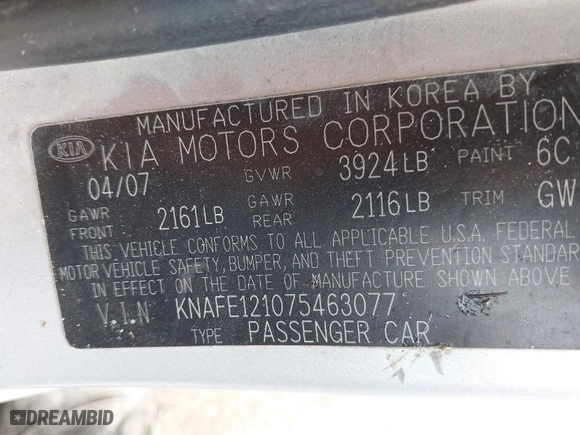 MANUFACTURED IN KOREA BY
KIA KIA MOTORS CORPORATION
04/07 GVWR 3924LB PAINT 6C
GAWR FRONT 2161LB GAWR REAR 2116LB TRIM GW
THIS VEHICLE CONFORMS TO ALL APPLICABLE U.S.A. FEDERAL
MOTOR VEHICLE SAFETY, BUMPER, AND THEFT PREVENTION STANDAR
IN EFFECT ON THE DATE OF MANUFACTURE SHOWN ABOVE
V.I.N KNAFE121075463077
TYPE PASSENGER CAR
DREAMBID